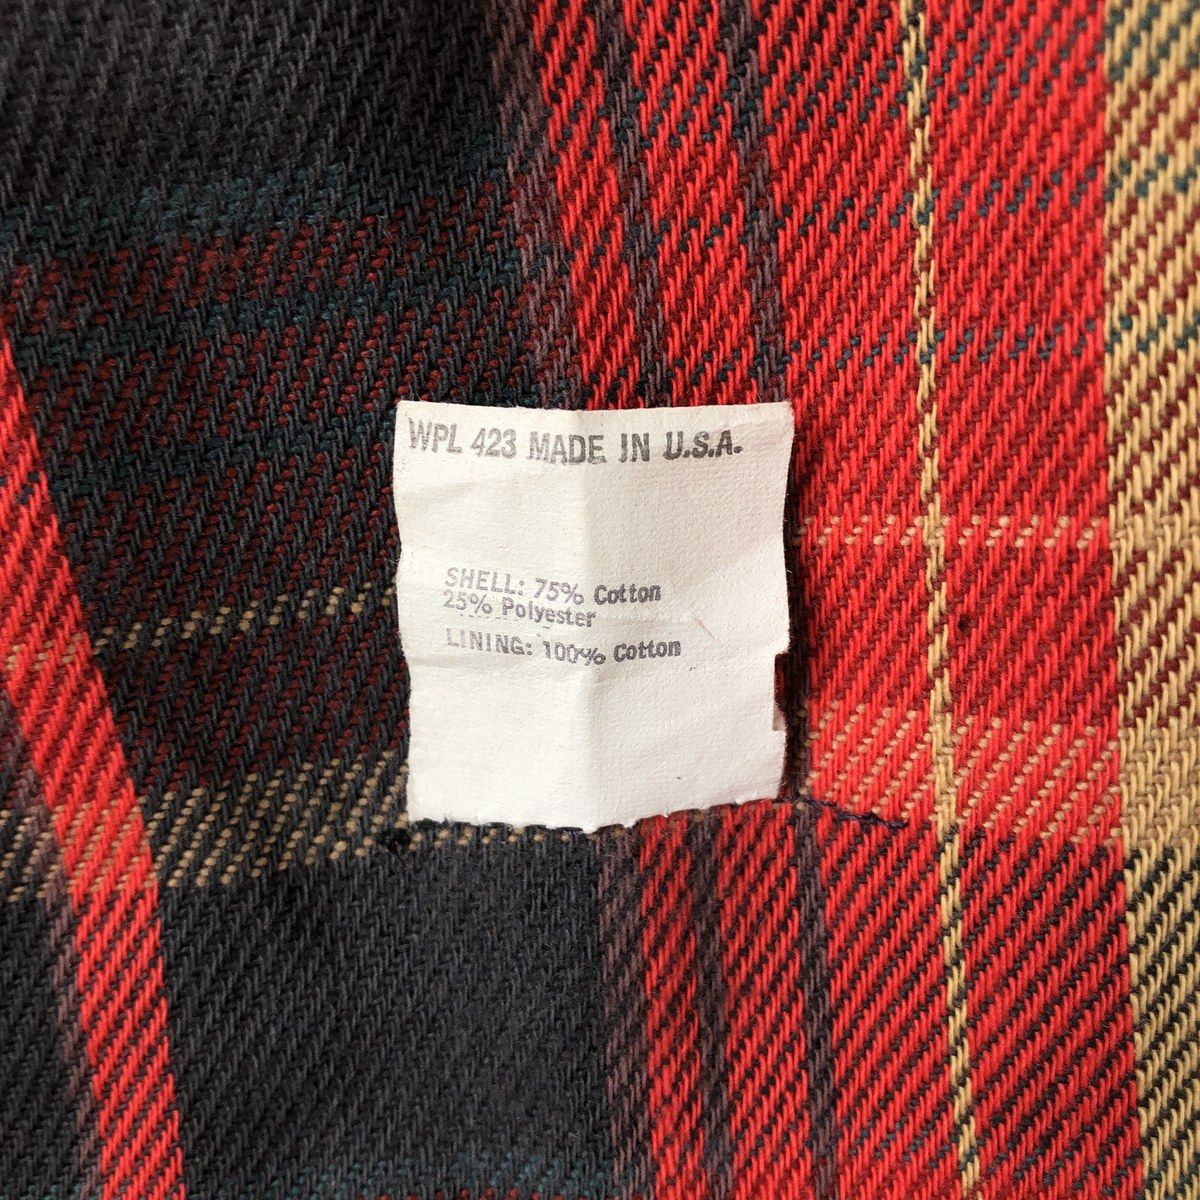 WPL 423 MADE IN U.S.A.
SHELL: 75% Cotton
25% Polyester
LINING: 100% Cotton